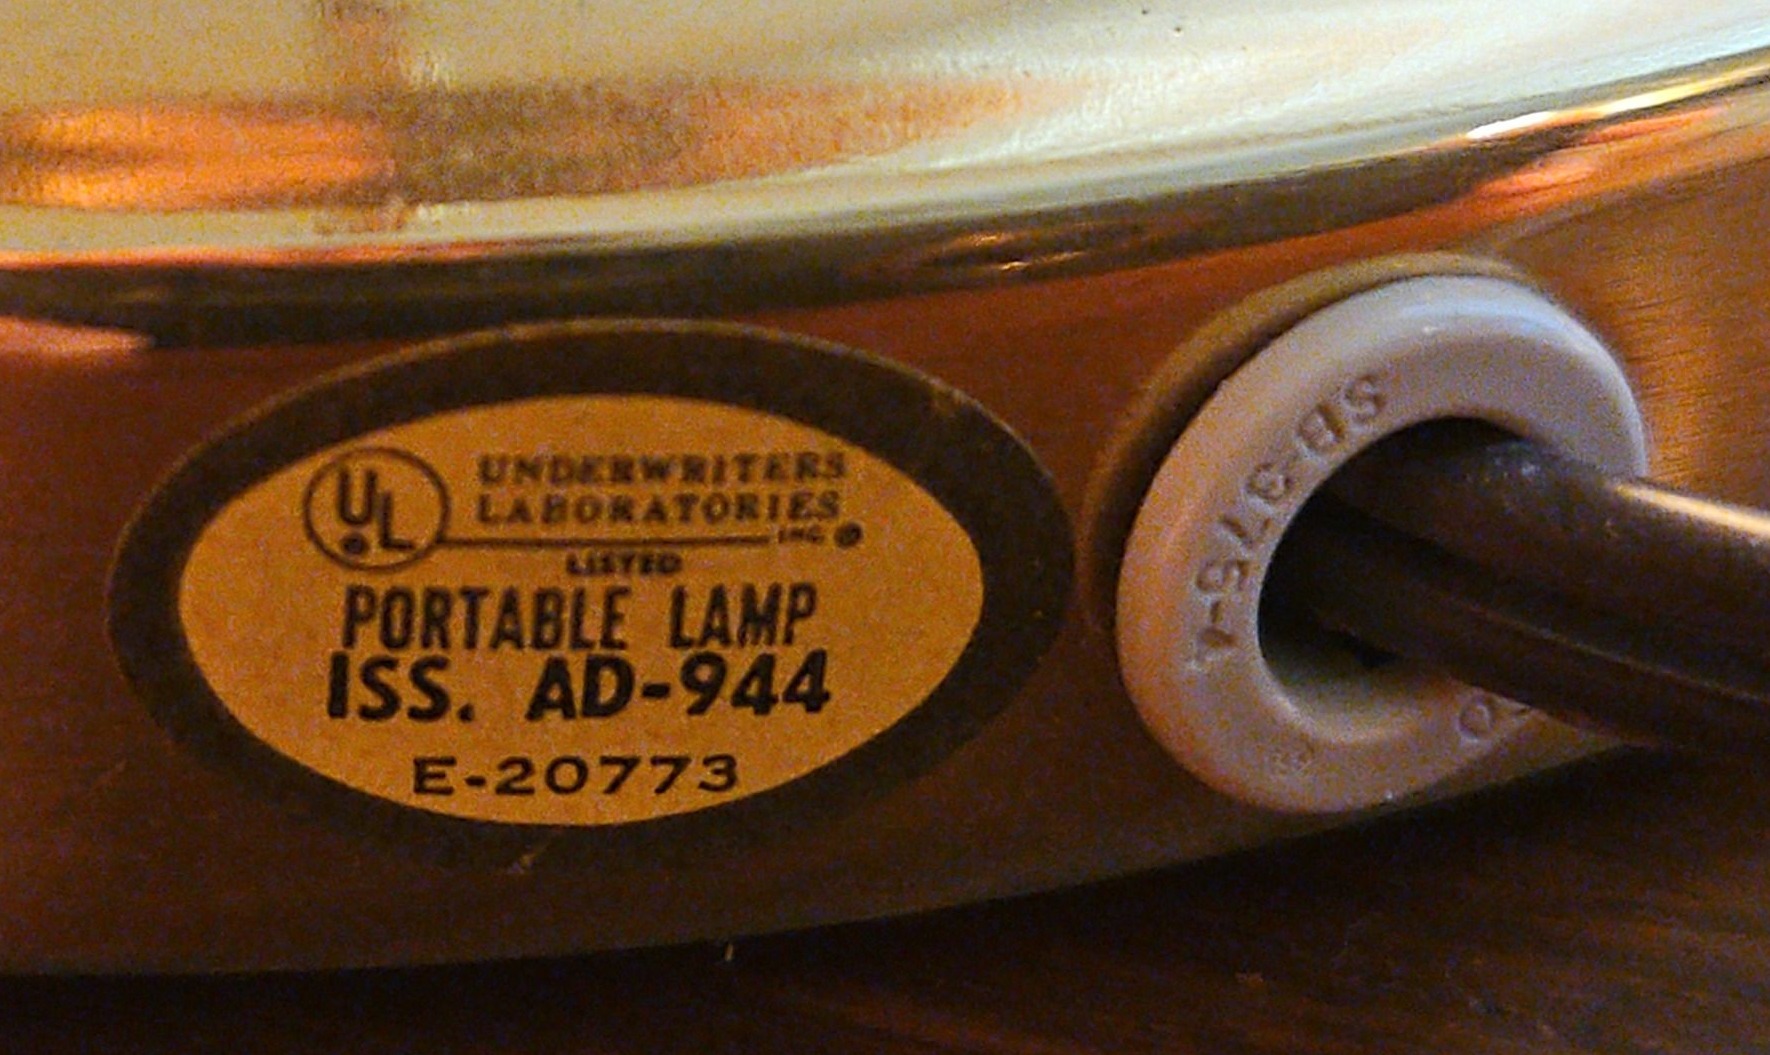 UL
UNDERWRITERS
LABORATORIES
INC.®
LISTED
PORTABLE LAMP
ISS. AD-944
E-20773
SB-375-4